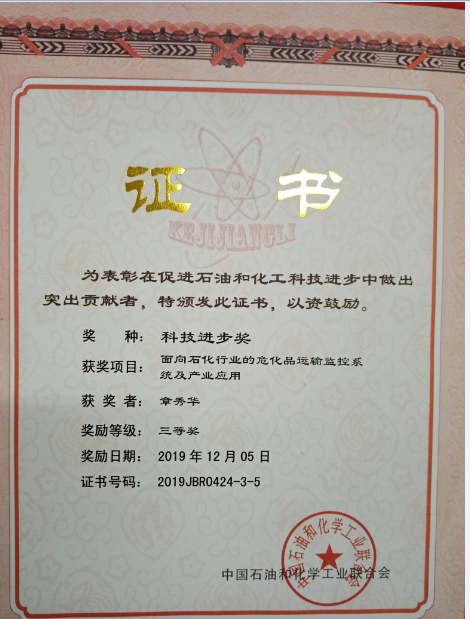 证 书
KEJIJIANGLI
为表彰在促进石油和化工科技进步中做出
突出贡献者，特颁发此证书，以资鼓励。
奖 种： 科技进步奖
获奖项目： 面向石化行业的危化品运输监控系
统及产业应用
获 奖 者： 章秀华
奖励等级： 三等奖
奖励日期： 2019 年 12 月 05 日
证书号码： 2019JBR0424-3-5
中国石油和化学工业联合会
中国石油和化学工业联合会